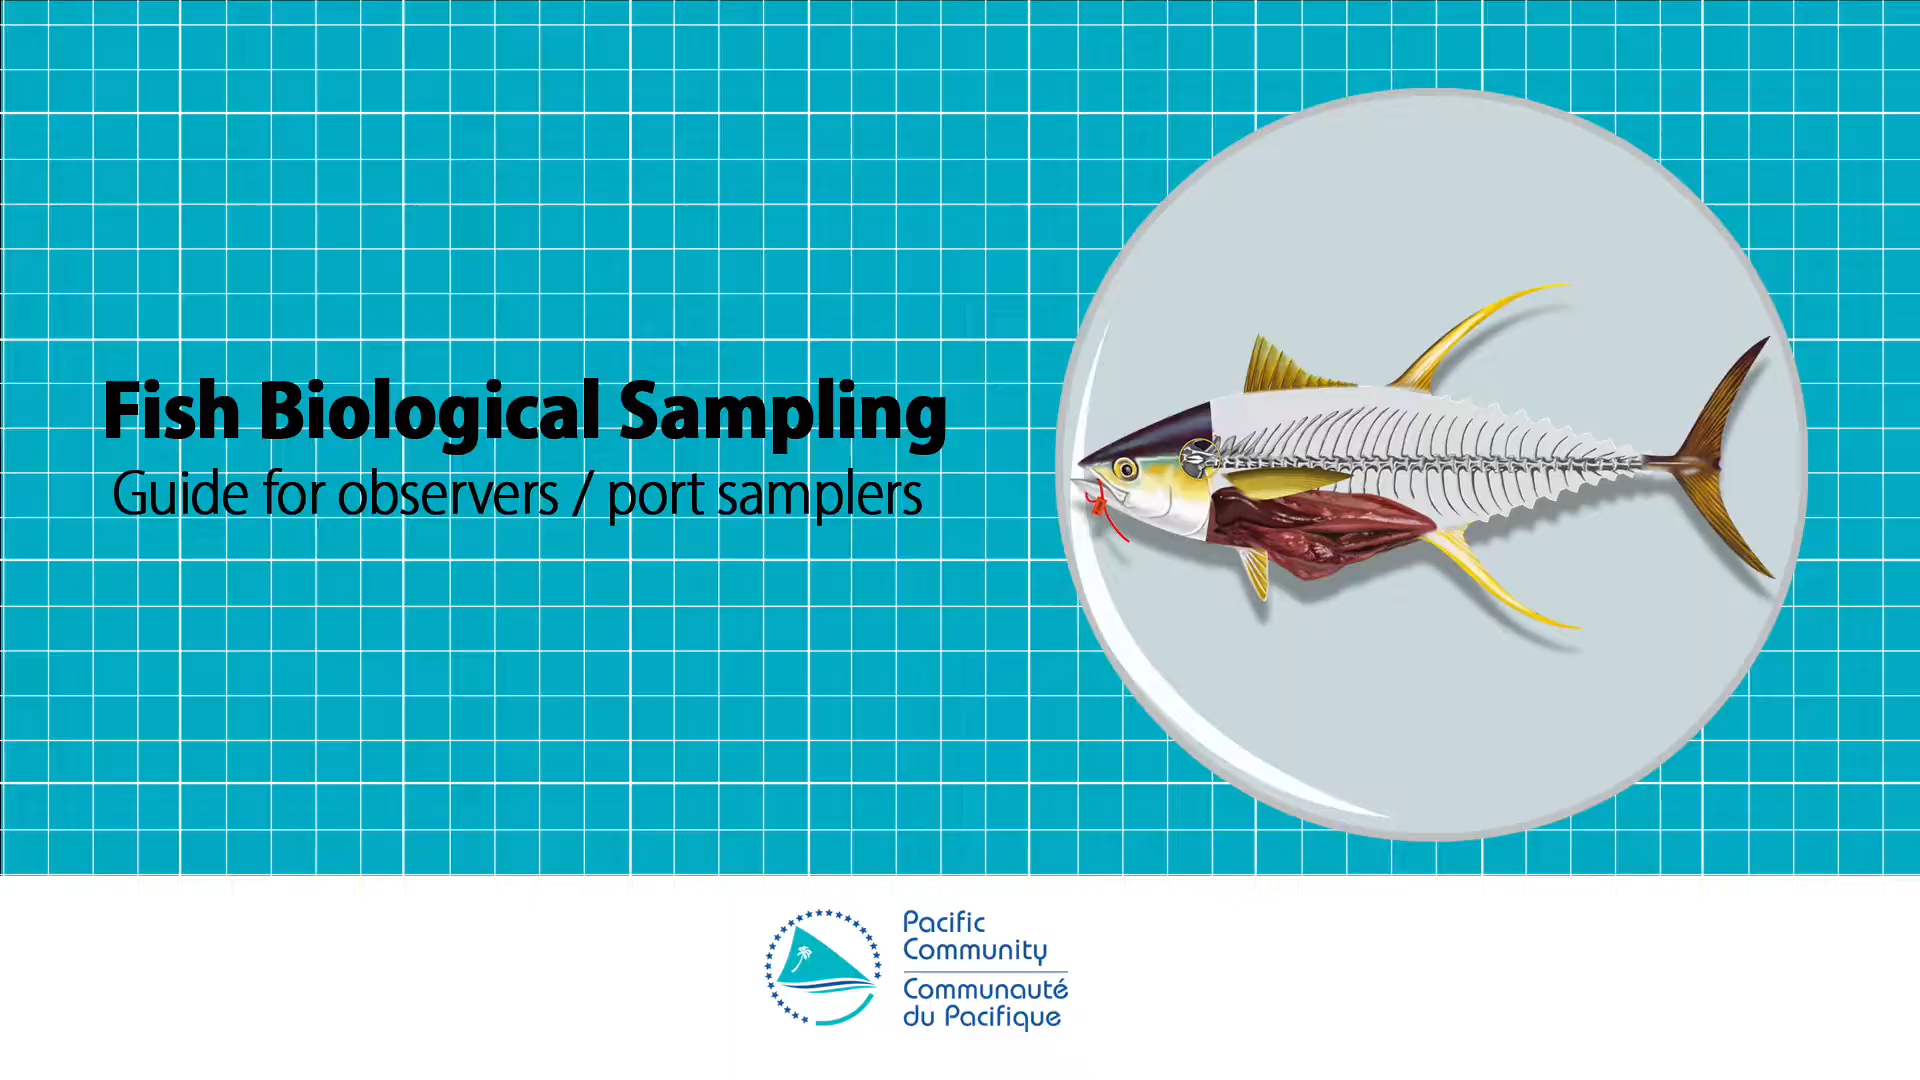 Fish Biological Sampling
Guide for observers / port samplers
Pacific
Community
Communauté
du Pacifique